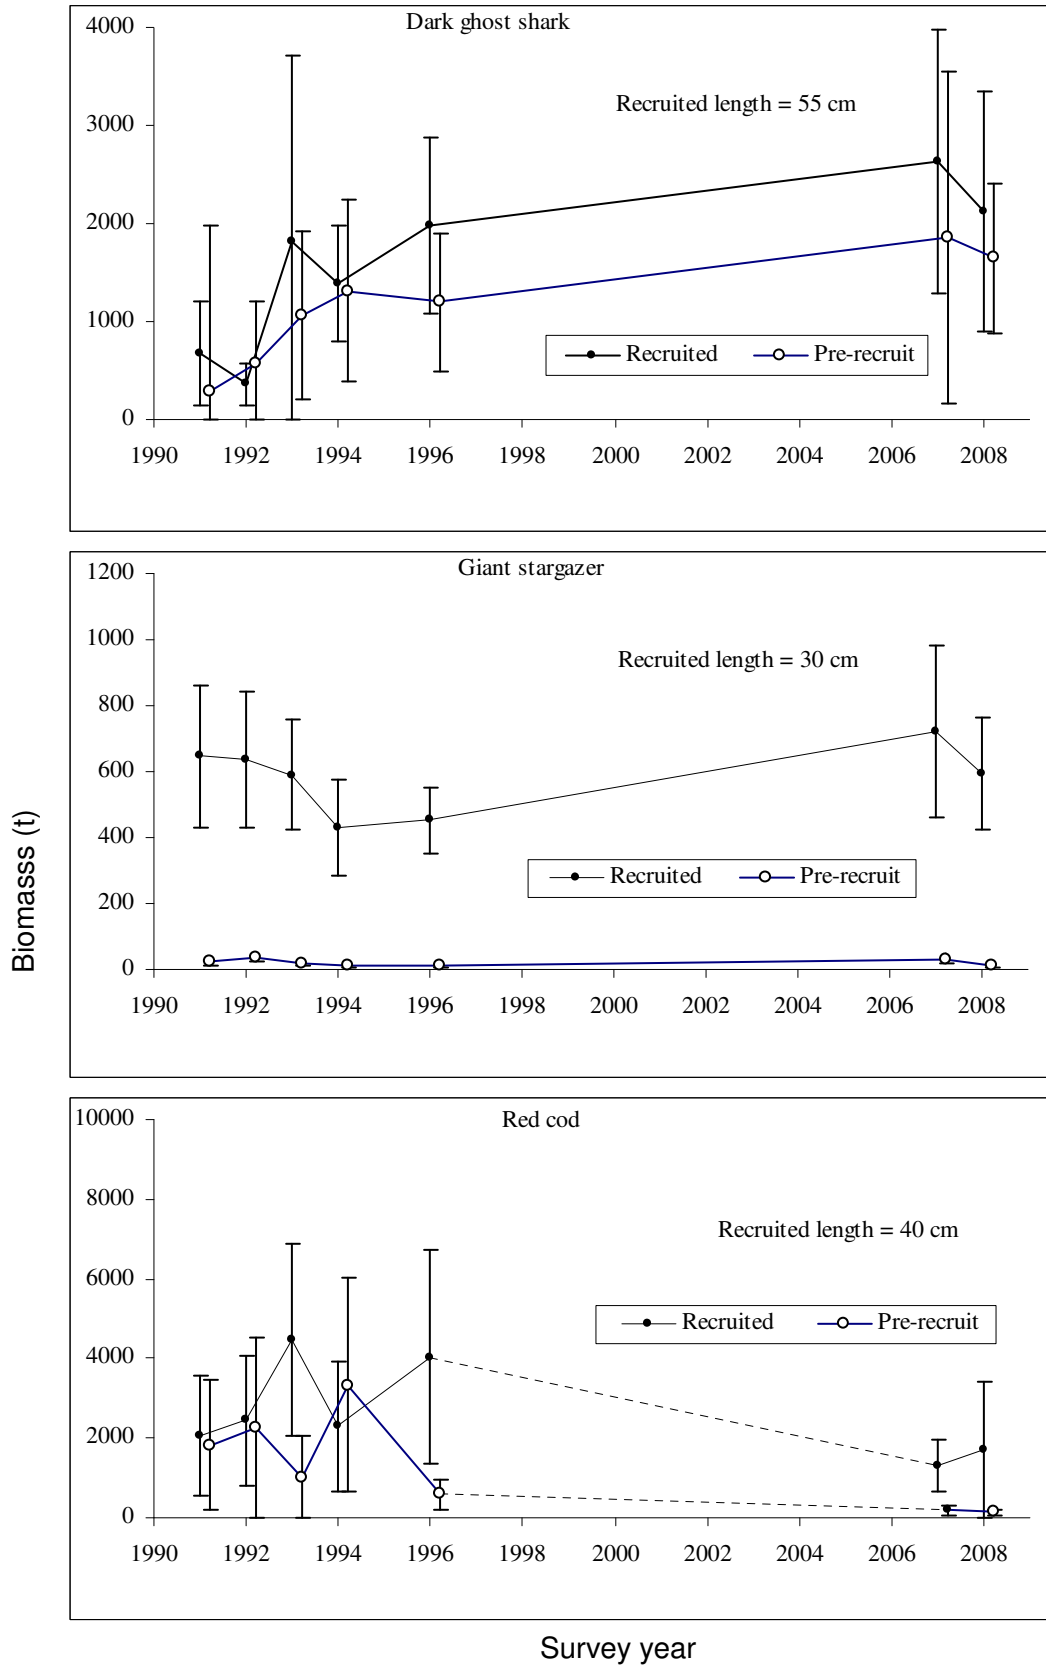 Dark ghost shark
4000
Recruited length = 55 cm
3000
2000
1000
Recruited Pre-recruit
0
1990 1992 1994 1996 1998 2000 2002 2004 2006 2008
Giant stargazer
1200
1000
Recruited length = 30 cm
800
600
400
Recruited Pre-recruit
200
0
1990 1992 1994 1996 1998 2000 2002 2004 2006 2008
Biomasss (t)
Red cod
10000
8000
Recruited length = 40 cm
6000
Recruited Pre-recruit
4000
2000
0
1990 1992 1994 1996 1998 2000 2002 2004 2006 2008
Survey year